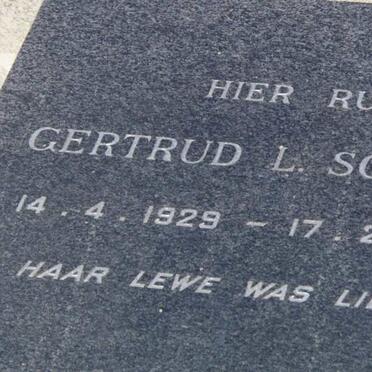 HIER RU
GERTRUD L. SC
14.4.1929 - 17.2
HAAR LEWE WAS LI